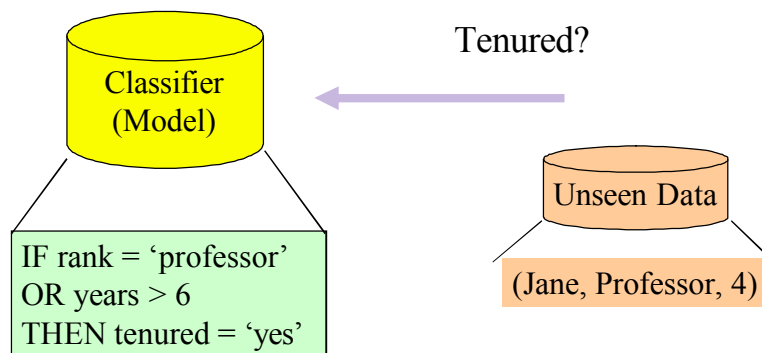 Tenured?
Classifier
(Model)
Unseen Data
IF rank = ‘professor’
OR years > 6
THEN tenured = ‘yes’
(Jane, Professor, 4)